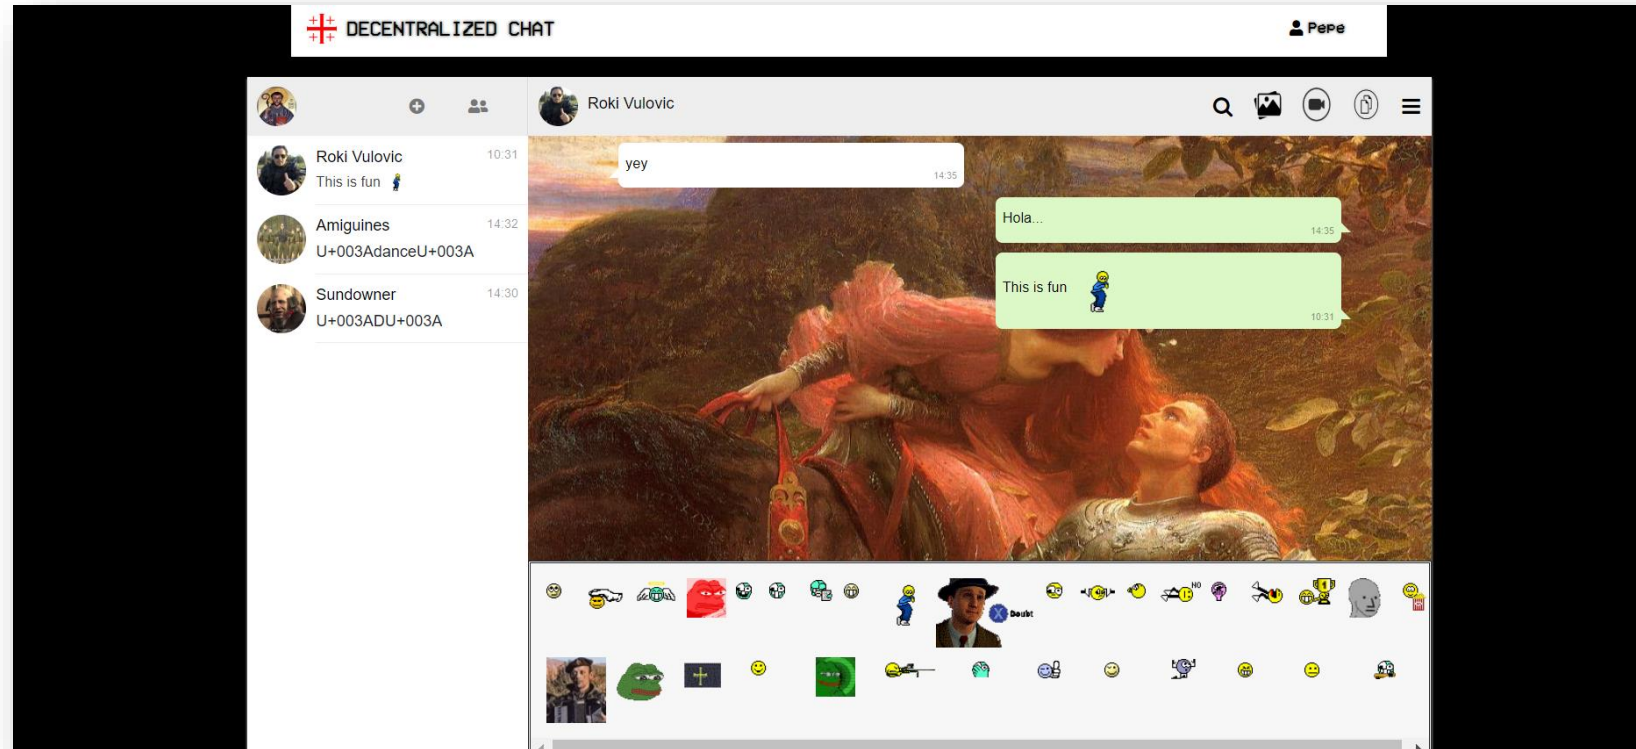 DECENTRALIZED CHAT
Pepe
Roki Vulovic
Roki Vulovic
10:31
This is fun
Amiguines
14:32
U+003AdanceU+003A
Sundowner
14:30
U+003ADU+003A
yey
14:35
Hola...
14:35
This is fun
10:31
NO
1
X Doubt